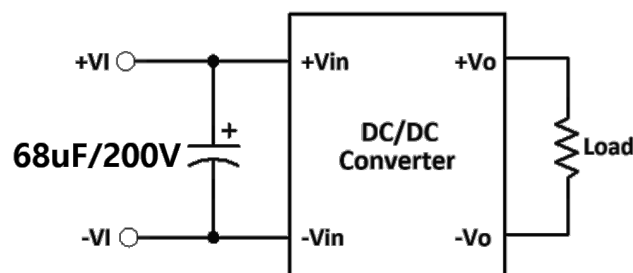 +VI
+Vin
+Vo
+
68uF/200V
DC/DC
Converter
Load
-VI
-Vin
-Vo